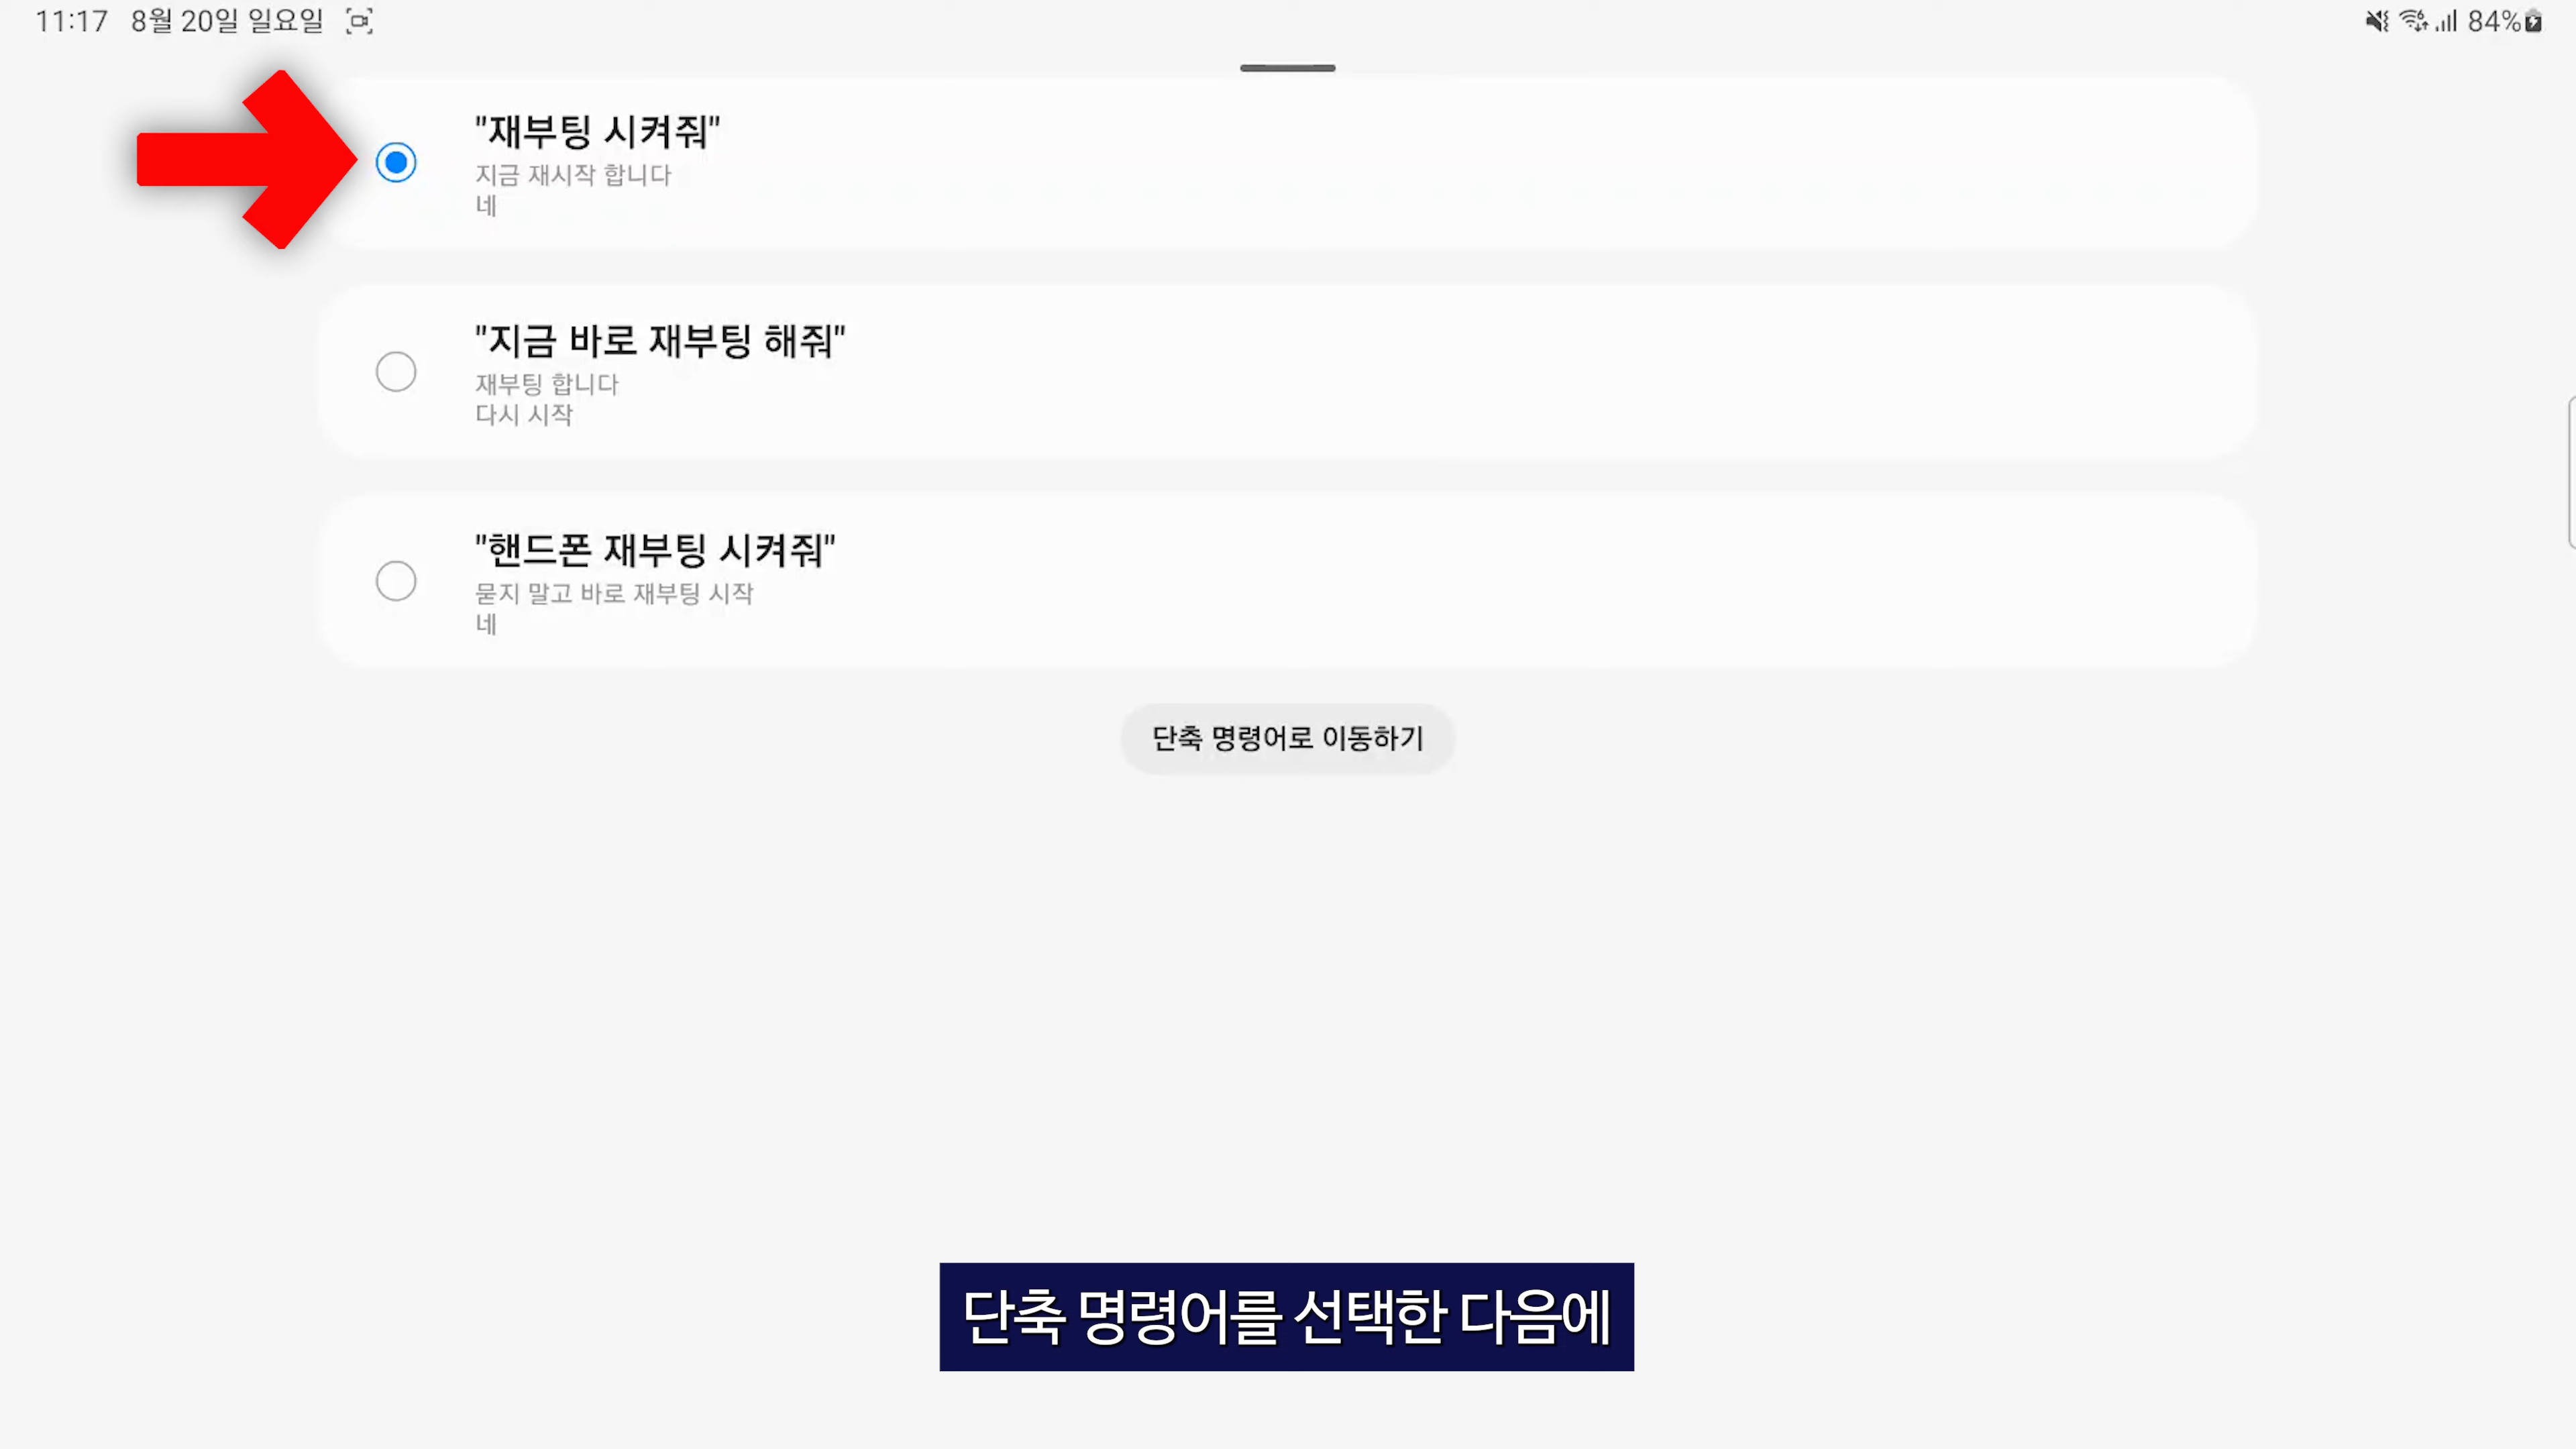 11:17 8월 20일 일요일
84%
"재부팅 시켜줘"
지금 재시작 합니다
네
"지금 바로 재부팅 해줘"
재부팅 합니다
다시 시작
"핸드폰 재부팅 시켜줘"
묻지 말고 바로 재부팅 시작
네
단축 명령어로 이동하기
단축 명령어를 선택한 다음에